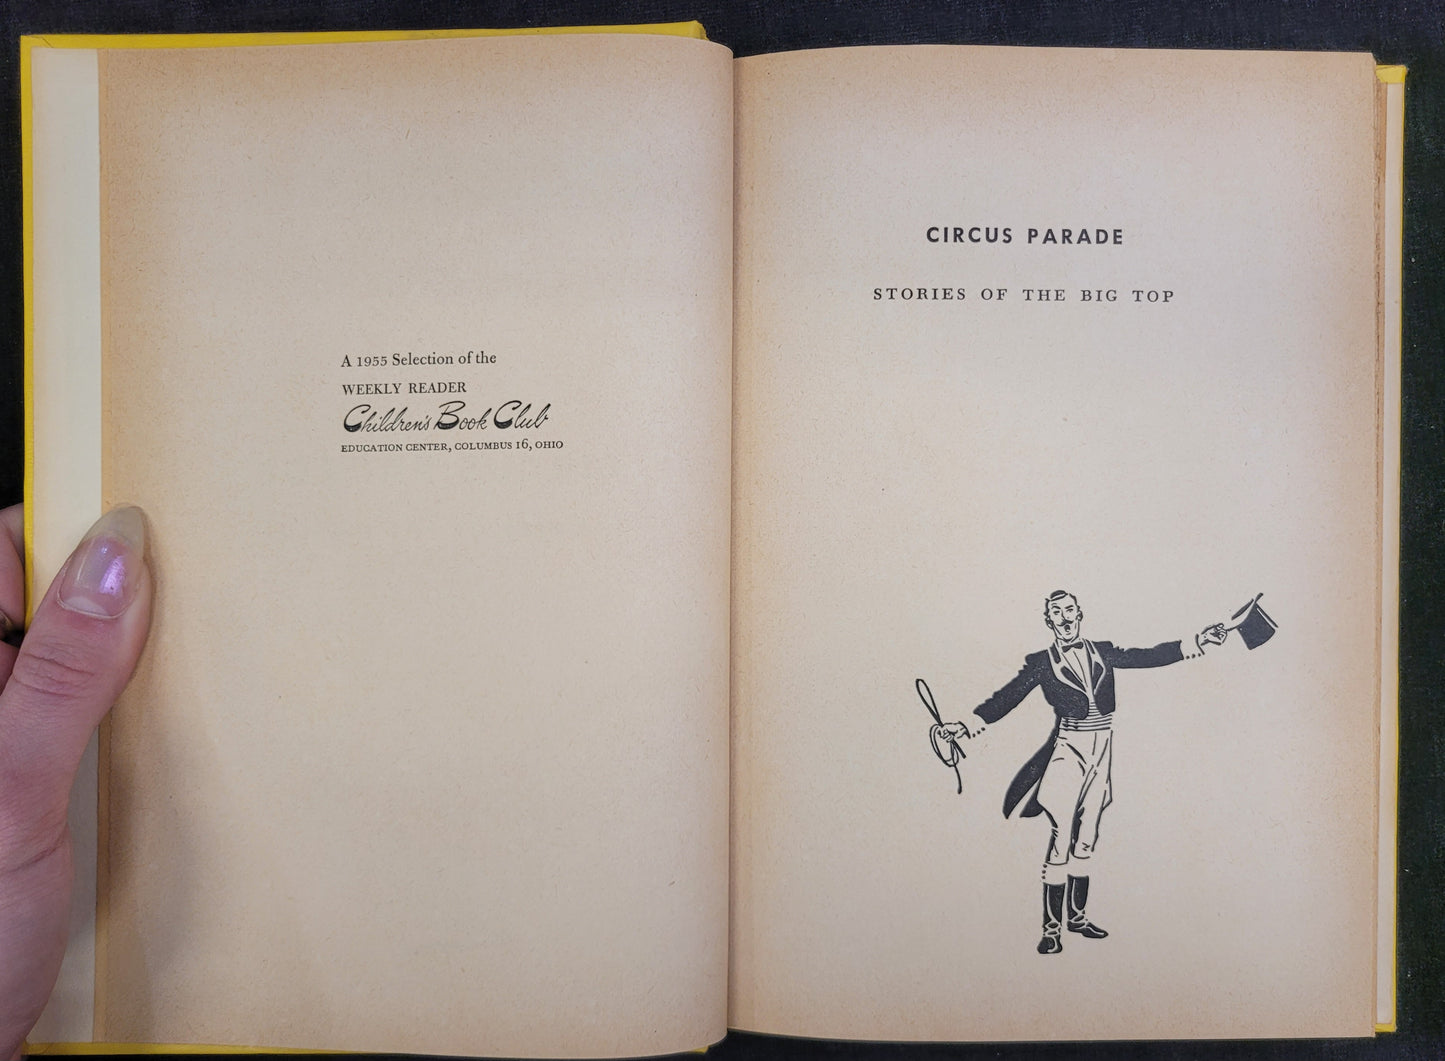 A 1955 Selection of the
WEEKLY READER
Children's Book Club
EDUCATION CENTER, COLUMBUS 16, OHIO
CIRCUS PARADE
STORIES OF THE BIG TOP